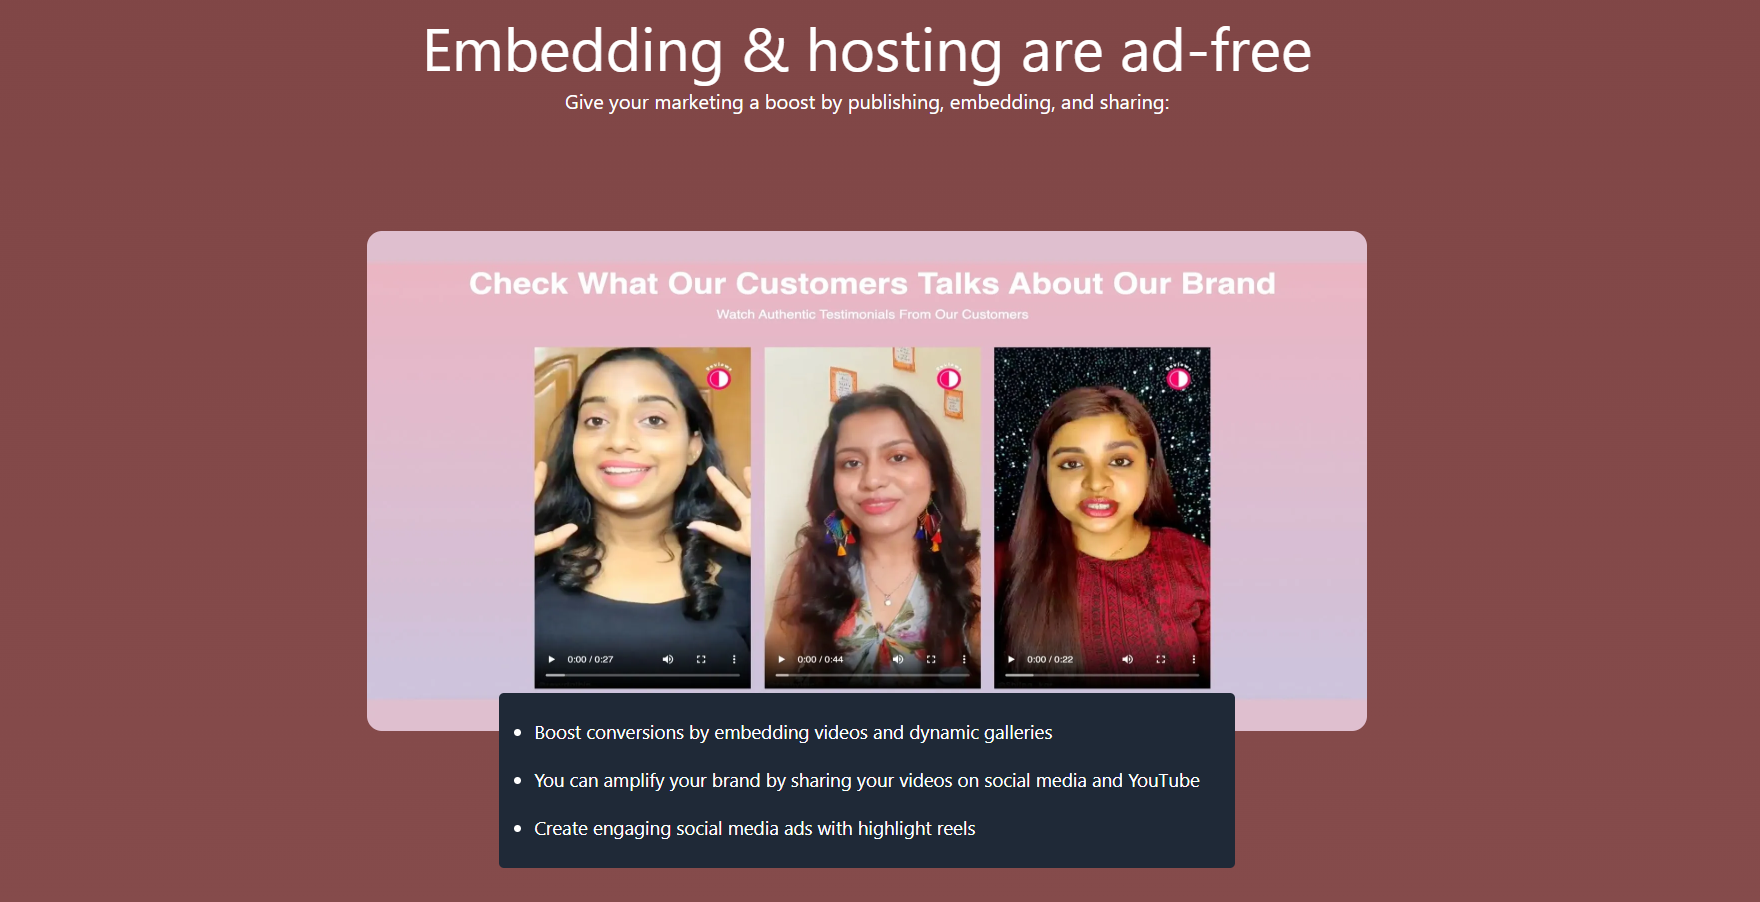 Embedding & hosting are ad-free
Give your marketing a boost by publishing, embedding, and sharing:
Check What Our Customers Talks About Our Brand
Watch Authentic Testimonials From Our Customers
Reviews
Reviews
Reviews
0:00 / 0:27
0:00 / 0:44
0:00 / 0:22
Boost conversions by embedding videos and dynamic galleries
You can amplify your brand by sharing your videos on social media and YouTube
Create engaging social media ads with highlight reels